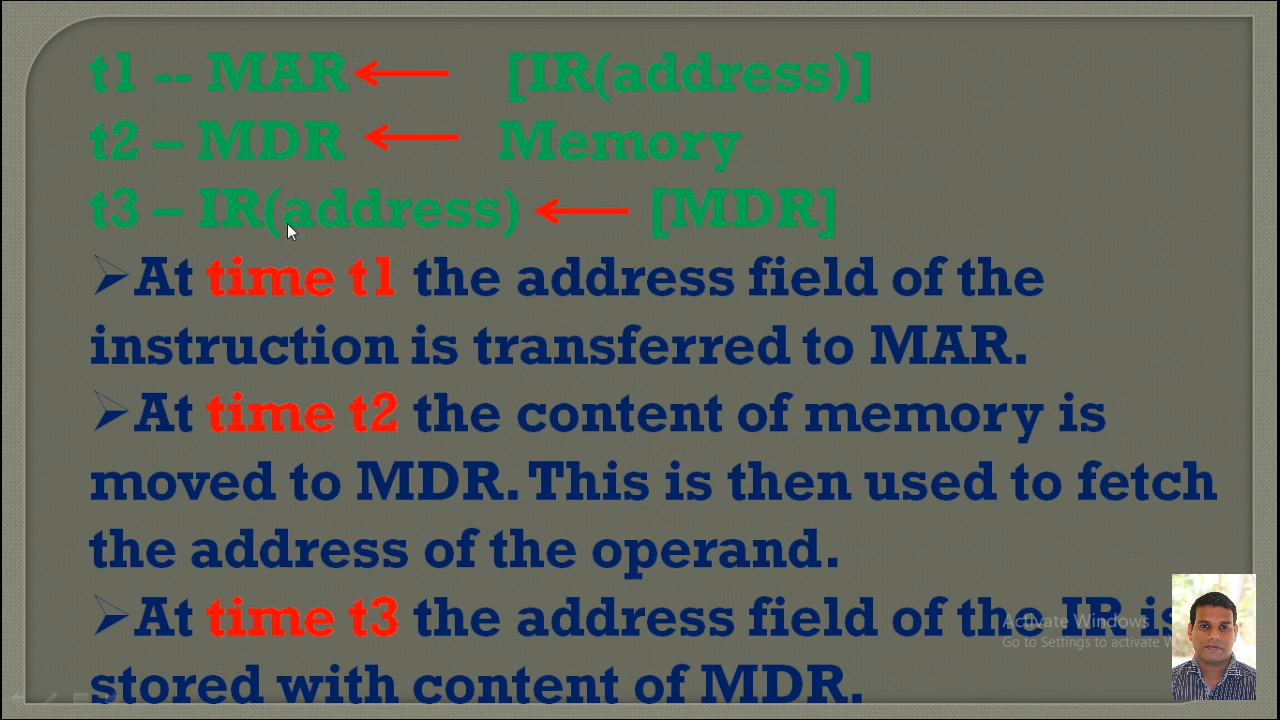 t1 -- MAR ← [IR(address)]
t2 – MDR ← Memory
t3 – IR(address) ← [MDR]
➢At time t1 the address field of the
instruction is transferred to MAR.
➢At time t2 the content of memory is
moved to MDR. This is then used to fetch
the address of the operand.
➢At time t3 the address field of the IR is
stored with content of MDR.
Activate Windows
Go to Settings to activate